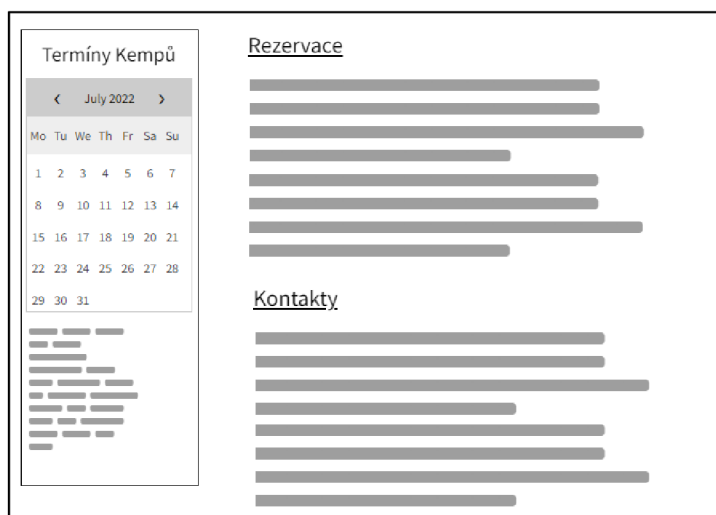 Termíny Kempů
‹ July 2022 ›
Mo Tu We Th Fr Sa Su
1 2 3 4 5 6 7
8 9 10 11 12 13 14
15 16 17 18 19 20 21
22 23 24 25 26 27 28
29 30 31
Rezervace
Kontakty